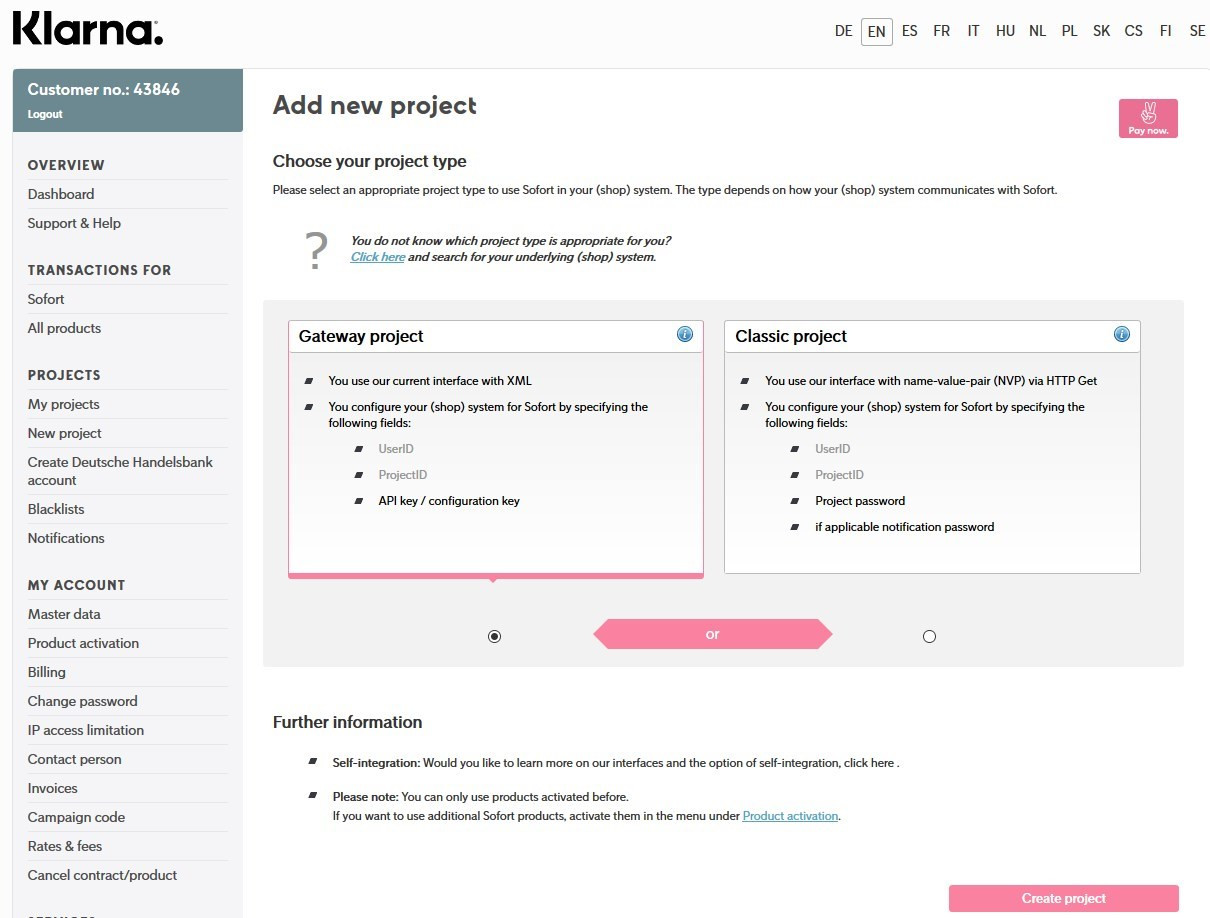 Klarna.
DE EN ES FR IT HU NL PL SK CS FI SE
Customer no.: 43846
Logout
OVERVIEW
Dashboard
Support & Help
TRANSACTIONS FOR
Sofort
All products
PROJECTS
My projects
New project
Create Deutsche Handelsbank
account
Blacklists
Notifications
MY ACCOUNT
Master data
Product activation
Billing
Change password
IP access limitation
Contact person
Invoices
Campaign code
Rates & fees
Cancel contract/product
Add new project
Pay now.
Choose your project type
Please select an appropriate project type to use Sofort in your (shop) system. The type depends on how your (shop) system communicates with Sofort.
?
You do not know which project type is appropriate for you?
Click here and search for your underlying (shop) system.
Gateway project
i
You use our current interface with XML
You configure your (shop) system for Sofort by specifying the
following fields:
UserID
ProjectID
API key / configuration key
Classic project
i
You use our interface with name-value-pair (NVP) via HTTP Get
You configure your (shop) system for Sofort by specifying the
following fields:
UserID
ProjectID
Project password
if applicable notification password
or
Further information
Self-integration: Would you like to learn more on our interfaces and the option of self-integration, click here .
Please note: You can only use products activated before.
If you want to use additional Sofort products, activate them in the menu under Product activation.
Create project